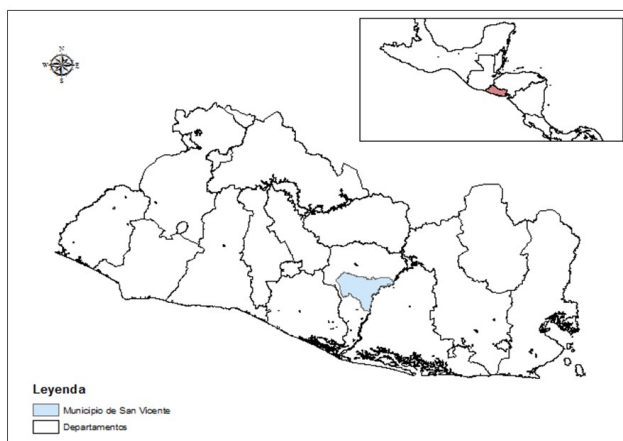 N
W E
S
Leyenda
Municipio de San Vicente
Departamentos